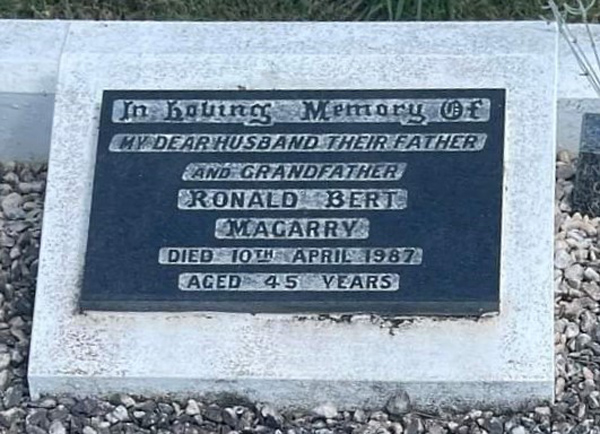 In Loving Memory Of
MY DEAR HUSBAND THEIR FATHER
AND GRANDFATHER
RONALD BERT
MAGARRY
DIED 10TH APRIL 1987
AGED 45 YEARS